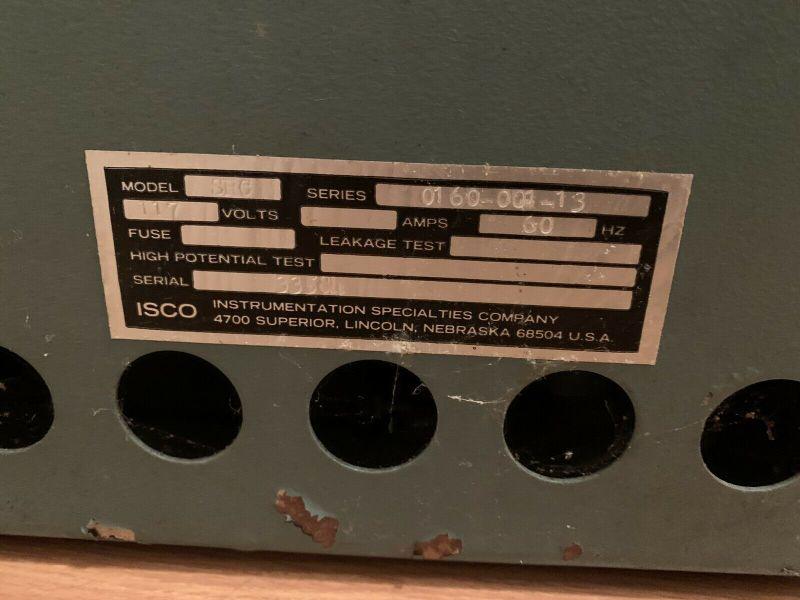 MODEL SERIES 0160-001-13
117 VOLTS AMPS 60 HZ
FUSE LEAKAGE TEST
HIGH POTENTIAL TEST
SERIAL
ISCO INSTRUMENTATION SPECIALTIES COMPANY
4700 SUPERIOR, LINCOLN, NEBRASKA 68504 U.S.A.